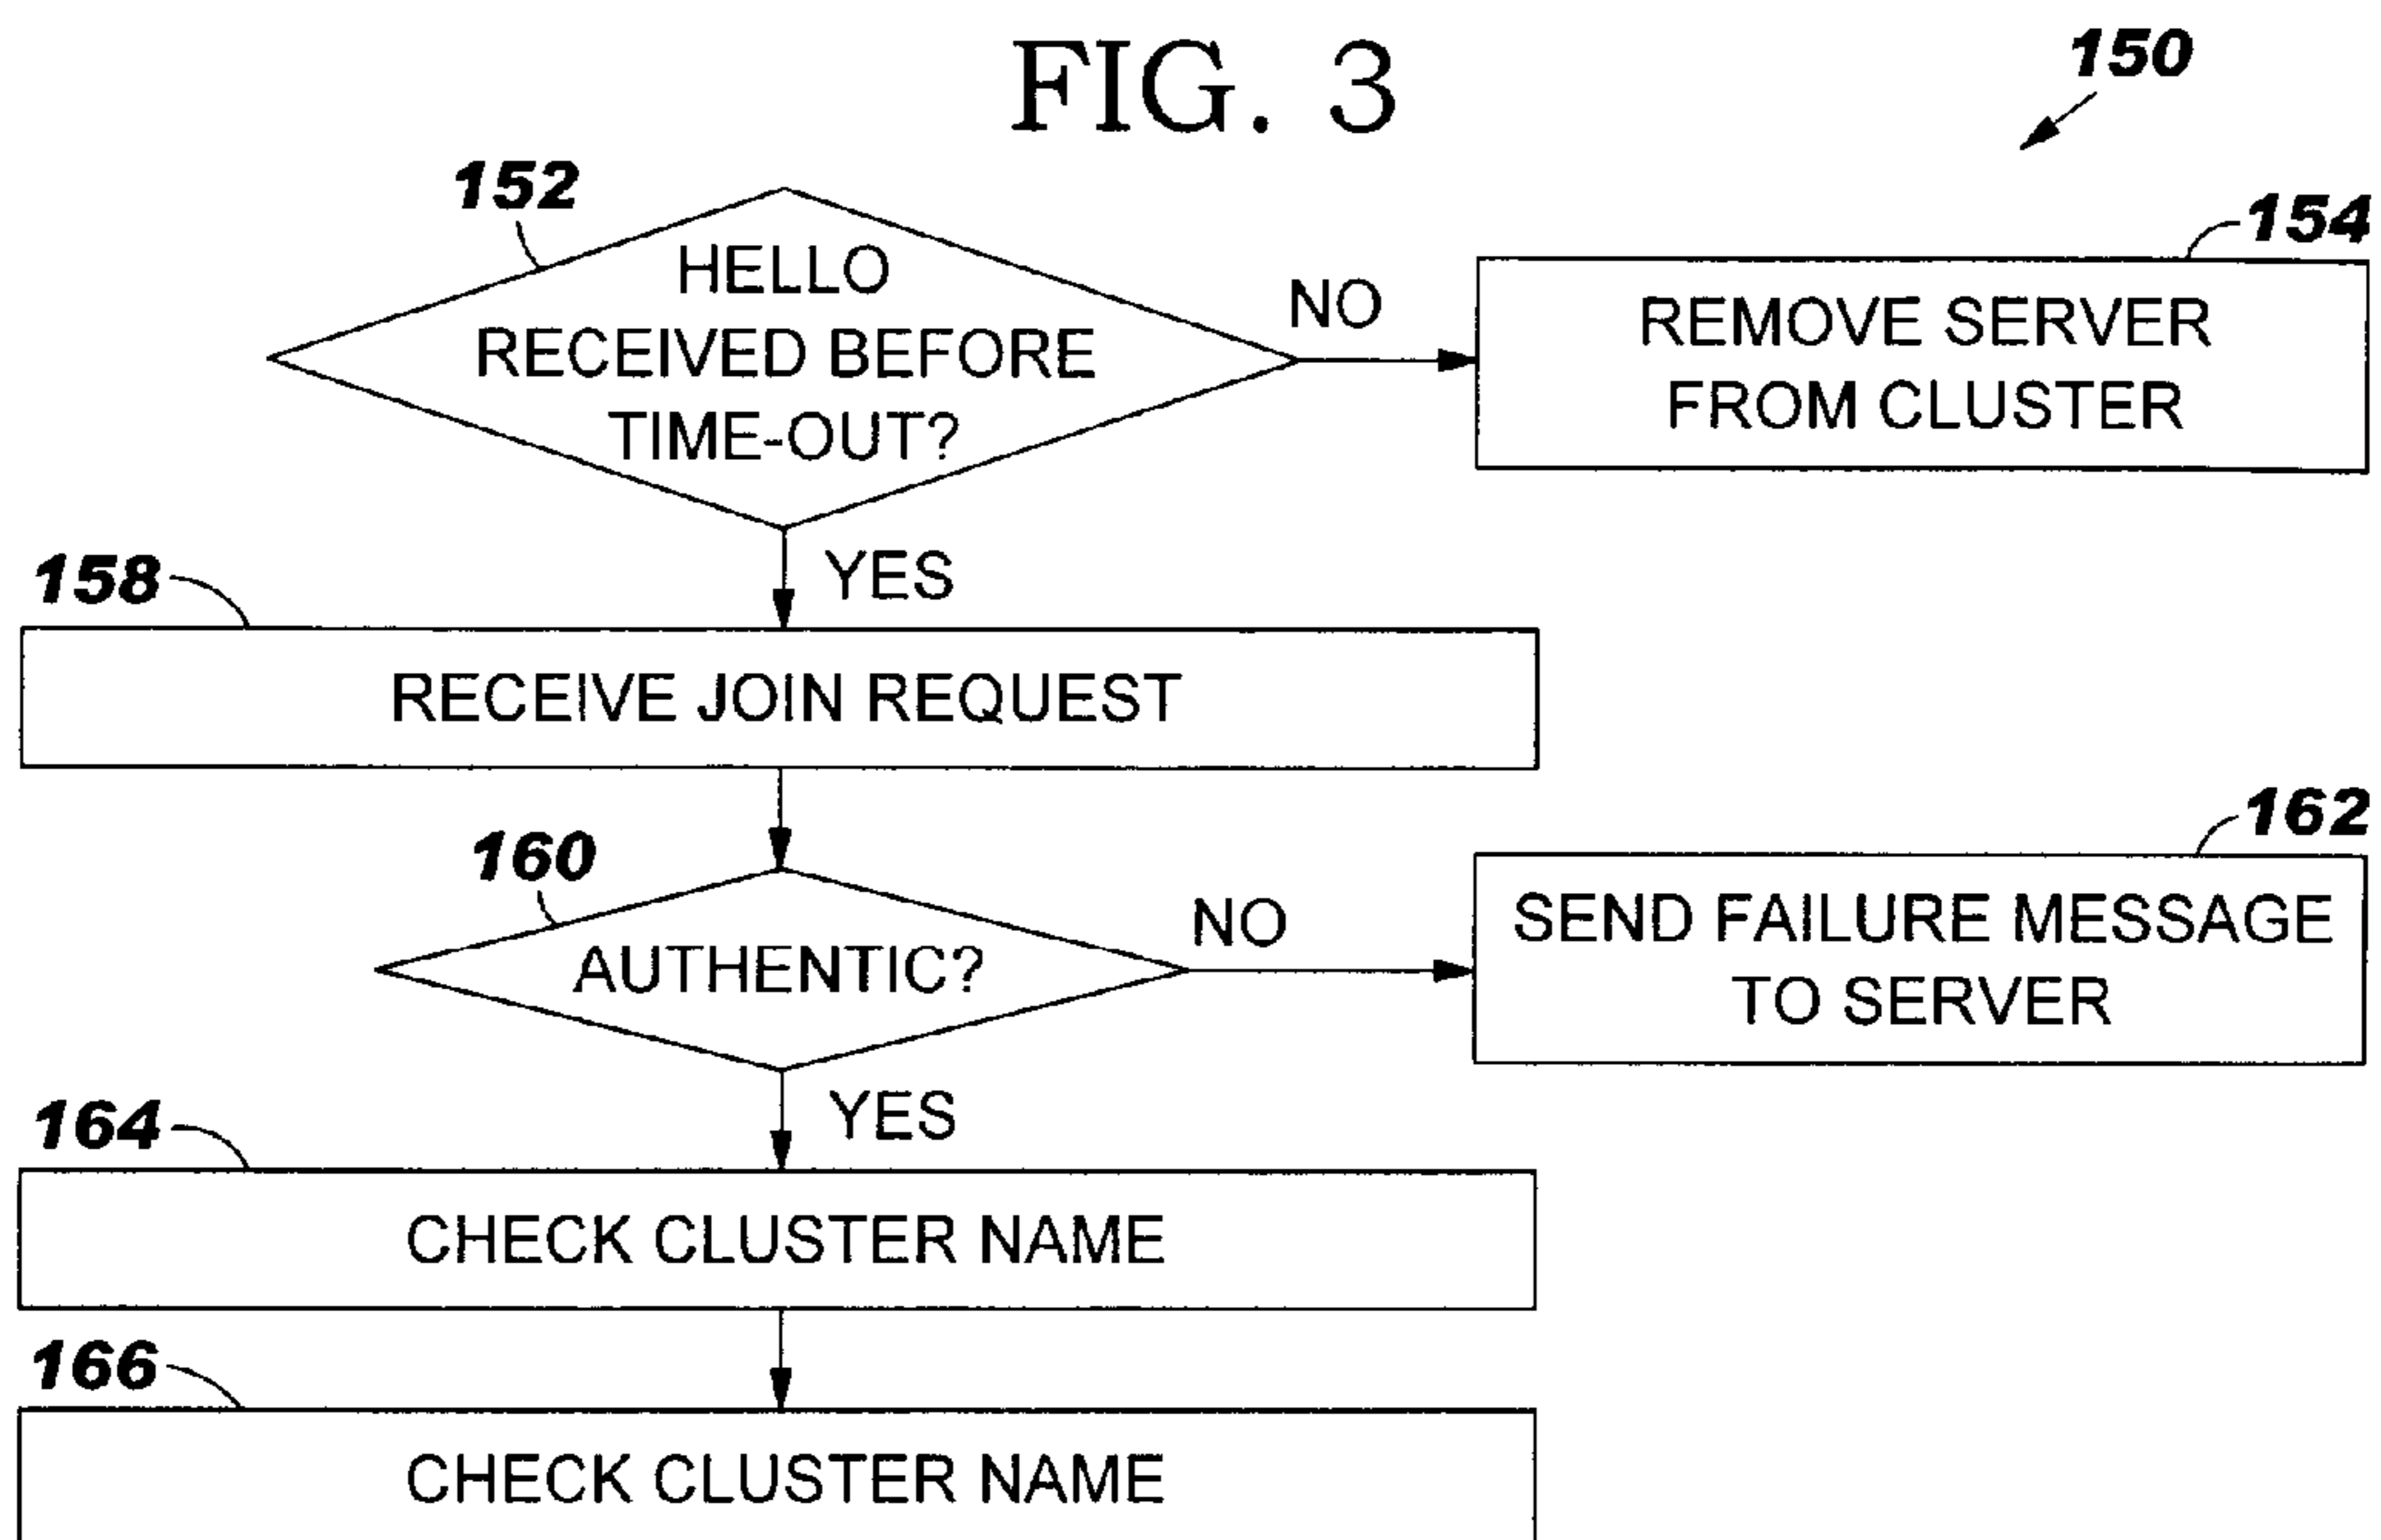 FIG. 3
150
152
HELLO
RECEIVED BEFORE
TIME-OUT?
NO
154
REMOVE SERVER
FROM CLUSTER
YES
158
RECEIVE JOIN REQUEST
160
AUTHENTIC?
NO
162
SEND FAILURE MESSAGE
TO SERVER
YES
164
CHECK CLUSTER NAME
166
CHECK CLUSTER NAME